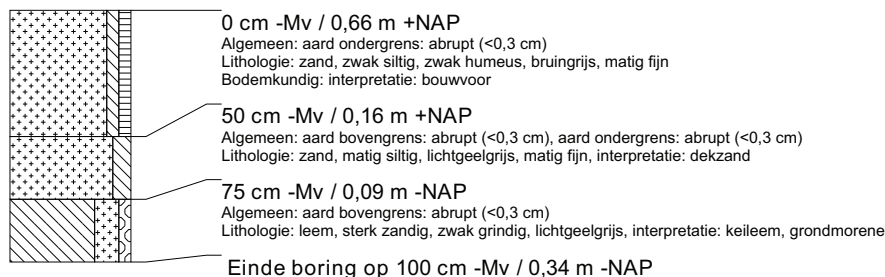 0 cm -Mv / 0,66 m +NAP
Algemeen: aard ondergrens: abrupt (<0,3 cm)
Lithologie: zand, zwak siltig, zwak humeus, bruingrijs, matig fijn
Bodemkundig: interpretatie: bouwvoor
50 cm -Mv / 0,16 m +NAP
Algemeen: aard bovengrens: abrupt (<0,3 cm), aard ondergrens: abrupt (<0,3 cm)
Lithologie: zand, matig siltig, lichtgeelgrijs, matig fijn, interpretatie: dekzand
75 cm -Mv / 0,09 m -NAP
Algemeen: aard bovengrens: abrupt (<0,3 cm)
Lithologie: leem, sterk zandig, zwak grindig, lichtgeelgrijs, interpretatie: keileem, grondmorene
Einde boring op 100 cm -Mv / 0,34 m -NAP